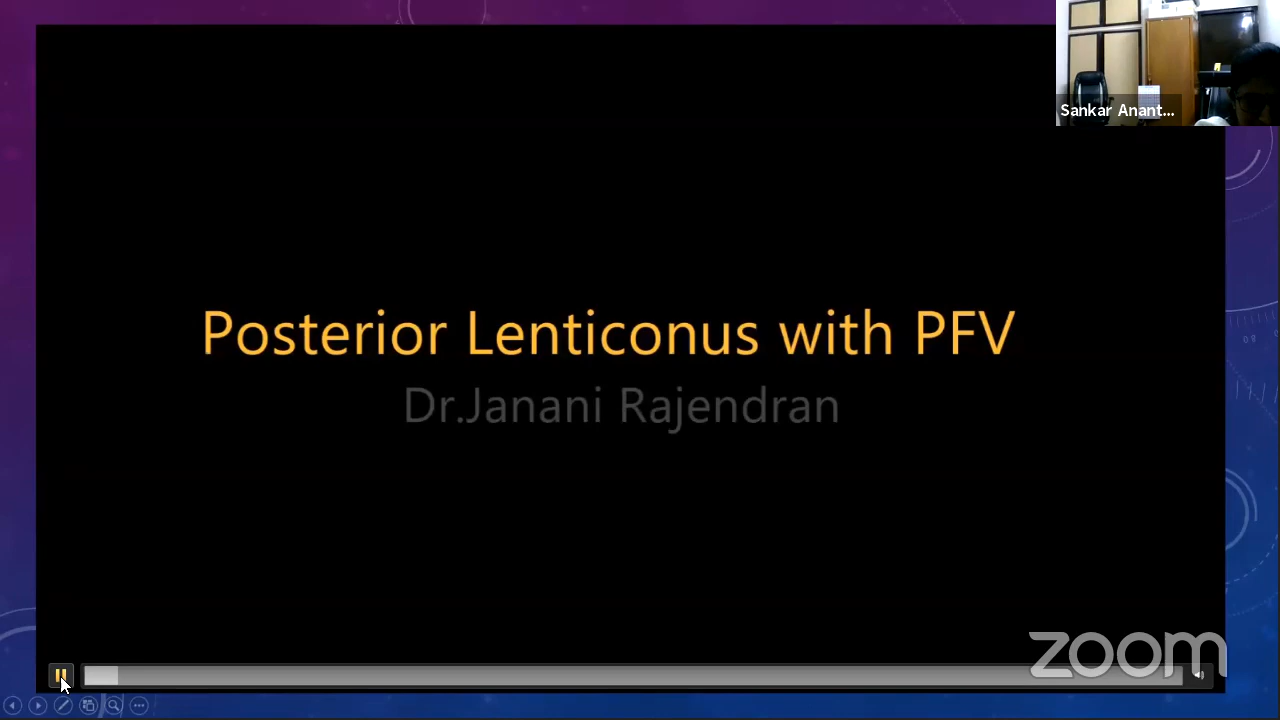 Sankar Anant...
Posterior Lenticonus with PFV
Dr.Janani Rajendran
zoom